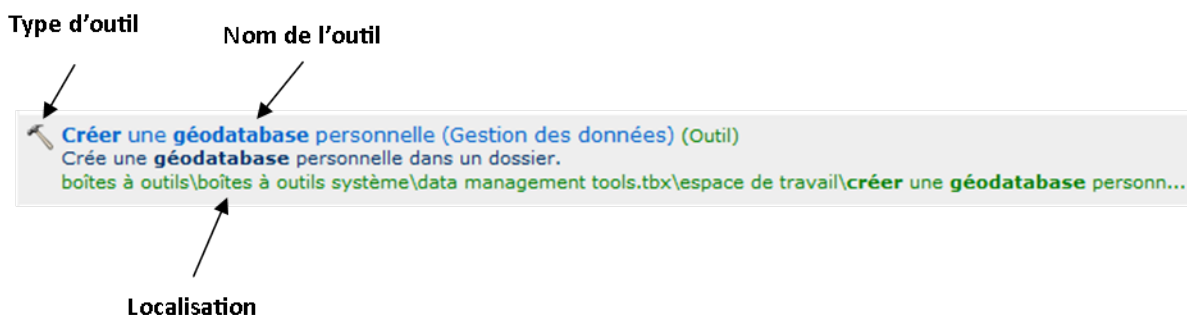 Type d'outil
Nom de l'outil
Créer une géodatabase personnelle (Gestion des données) (Outil)
Crée une géodatabase personnelle dans un dossier.
boîtes à outils\boîtes à outils système\data management tools.tbx\espace de travail\créer une géodatabase personn...
Localisation